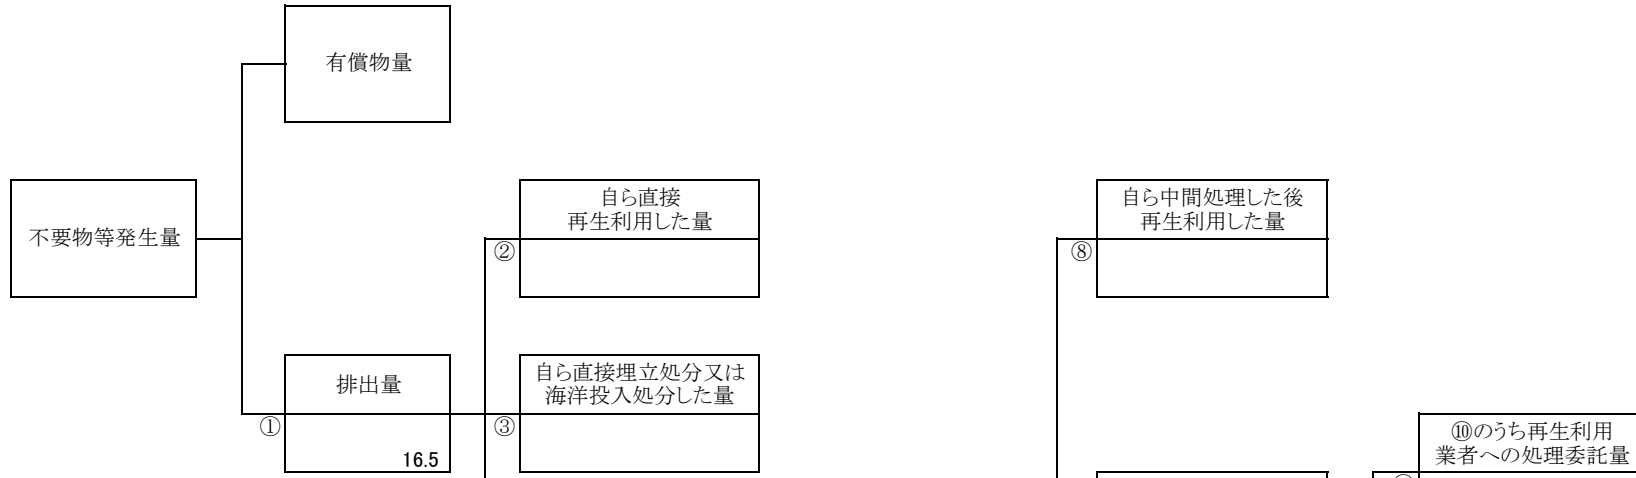 有償物量
不要物等発生量
自ら直接
再生利用した量
②
自ら中間処理した後
再生利用した量
⑧
排出量
①
16.5
自ら直接埋立処分又は
海洋投入処分した量
③
⑩のうち再生利用
業者への処理委託量